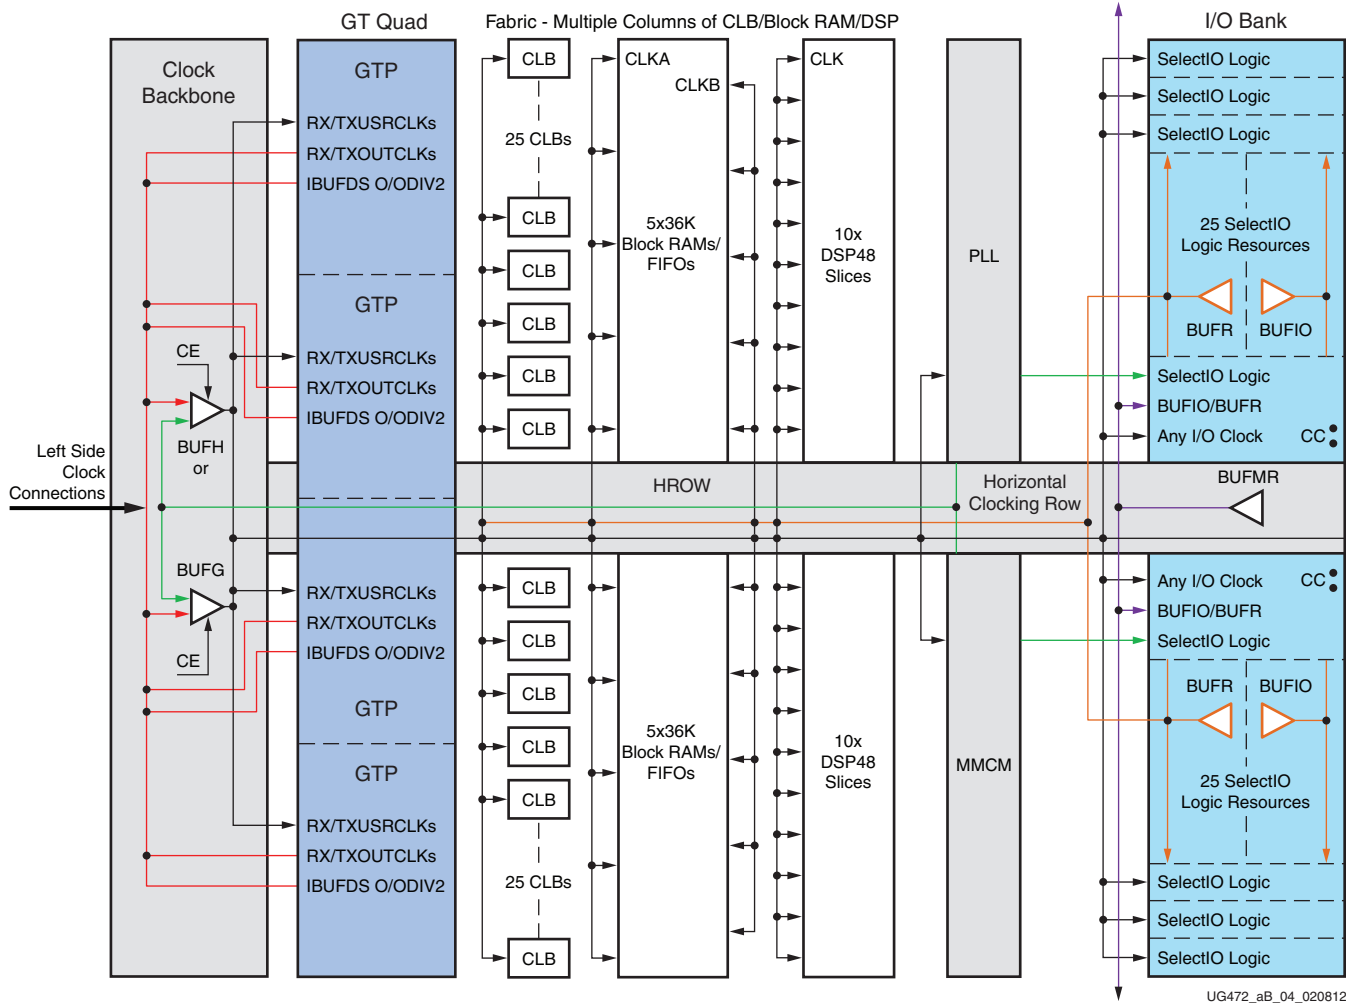 GT Quad
Fabric - Multiple Columns of CLB/Block RAM/DSP
I/O Bank
Clock
Backbone
GTP
RX/TXUSRCLKs
RX/TXOUTCLKs
IBUFDS O/ODIV2
GTP
RX/TXUSRCLKs
RX/TXOUTCLKs
IBUFDS O/ODIV2
CE
BUFH
or
BUFG
CE
Left Side
Clock
Connections
RX/TXUSRCLKs
RX/TXOUTCLKs
IBUFDS O/ODIV2
GTP
GTP
RX/TXUSRCLKs
RX/TXOUTCLKs
IBUFDS O/ODIV2
CLB
25 CLBs
CLB
CLB
CLB
CLB
CLB
CLKA
CLKB
5x36K
Block RAMs/
FIFOs
CLK
10x
DSP48
Slices
PLL
HROW
Horizontal
Clocking Row
BUFMR
CLB
CLB
CLB
CLB
CLB
25 CLBs
CLB
5x36K
Block RAMs/
FIFOs
10x
DSP48
Slices
MMCM
SelectIO Logic
SelectIO Logic
SelectIO Logic
25 SelectIO
Logic Resources
BUFR
BUFIO
SelectIO Logic
BUFIO/BUFR
Any I/O Clock CC
Any I/O Clock CC
BUFIO/BUFR
SelectIO Logic
BUFR
BUFIO
25 SelectIO
Logic Resources
SelectIO Logic
SelectIO Logic
SelectIO Logic
UG472_aB_04_020812